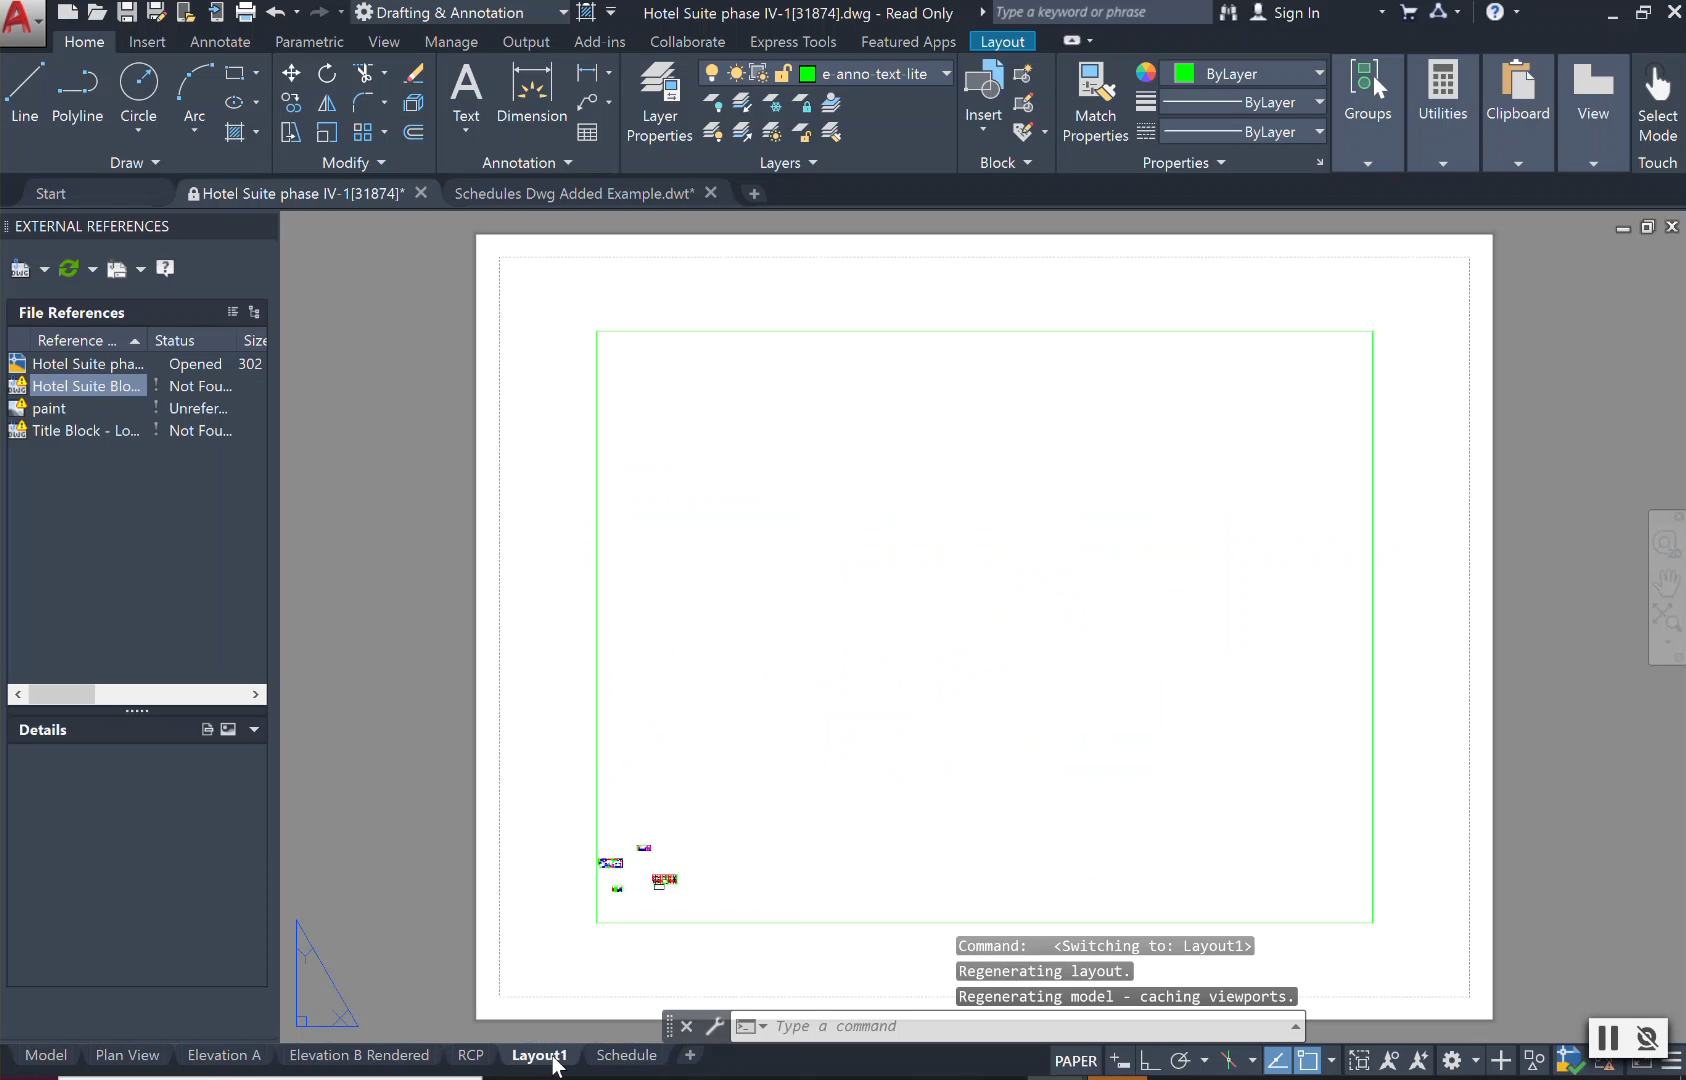 Drafting & Annotation
Hotel Suite phase IV-1[31874].dwg - Read Only
Type a keyword or phrase
Sign In
Home
Insert
Annotate
Parametric
View
Manage
Output
Add-ins
Collaborate
Express Tools
Featured Apps
Layout
e-anno-text-lite
ByLayer
ByLayer
ByLayer
Line
Polyline
Circle
Arc
Text
Dimension
Layer
Properties
Insert
Match
Properties
Groups
Utilities
Clipboard
View
Select
Mode
Draw
Modify
Annotation
Layers
Block
Properties
Touch
Start
Hotel Suite phase IV-1[31874]*
Schedules Dwg Added Example.dwt*
EXTERNAL REFERENCES
DWG
File References
Reference ...
Status
Size
Hotel Suite pha...
Opened
302
Hotel Suite Blo...
! Not Fou...
paint
! Unrefer...
Title Block - Lo...
! Not Fou...
Details
Command: <Switching to: Layout1>
Regenerating layout.
Regenerating model - caching viewports.
Type a command
Model
Plan View
Elevation A
Elevation B Rendered
RCP
Layout1
Schedule
PAPER